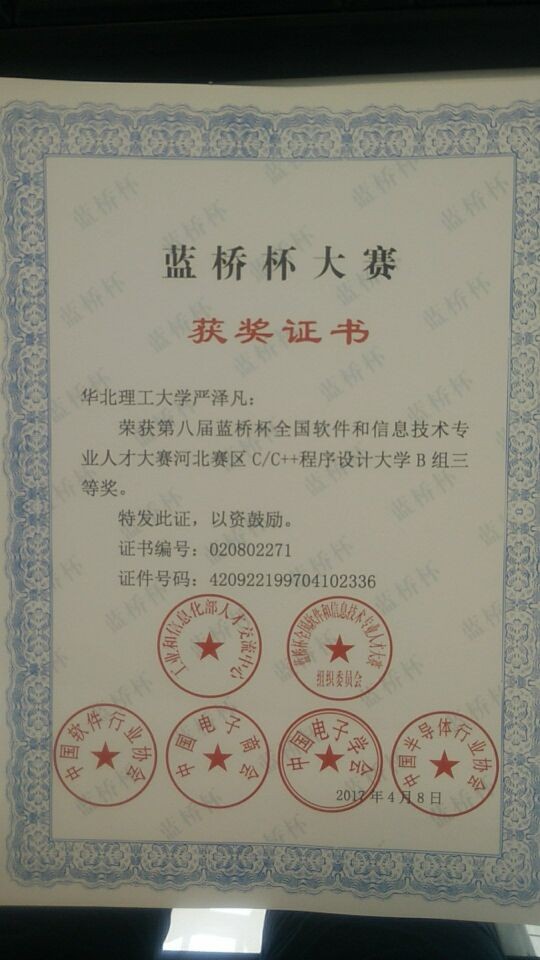 蓝桥杯大赛
获奖证书
华北理工大学严泽凡：
荣获第八届蓝桥杯全国软件和信息技术专
业人才大赛河北赛区C/C++程序设计大学B组三
等奖。
特发此证，以资鼓励。
证书编号：020802271
证件号码：420922199704102336
工业和信息化部人才交流中心
蓝桥杯全国软件和信息技术专业人才大赛
组织委员会
中国软件行业协会
中国电子商会
中国电子学会
中国半导体行业协会
2017年4月8日